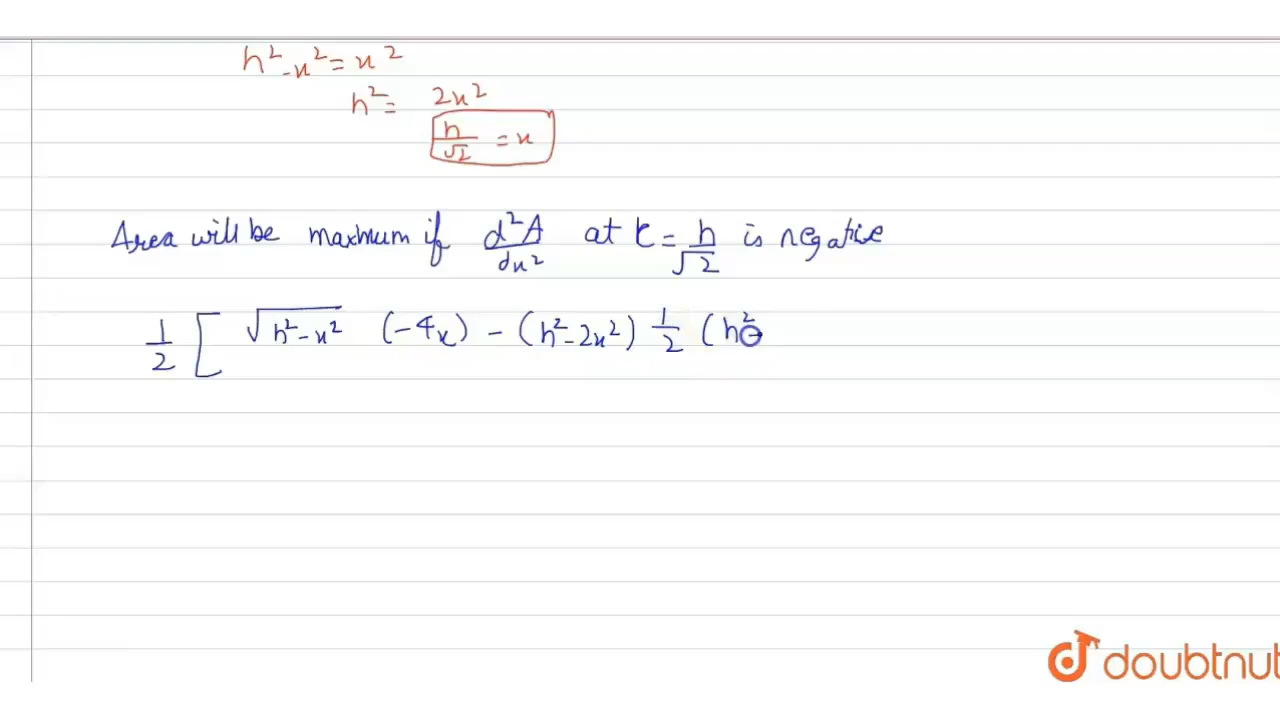 h² - x² = x²
h² = 2x²
h/√2 = x
Area will be maxmum if d²A/dx² at x = h/√2 is negative
1/2 [ √h² - x² (-4x) - (h² - 2x²) 1/2 (h² -
doubtnut